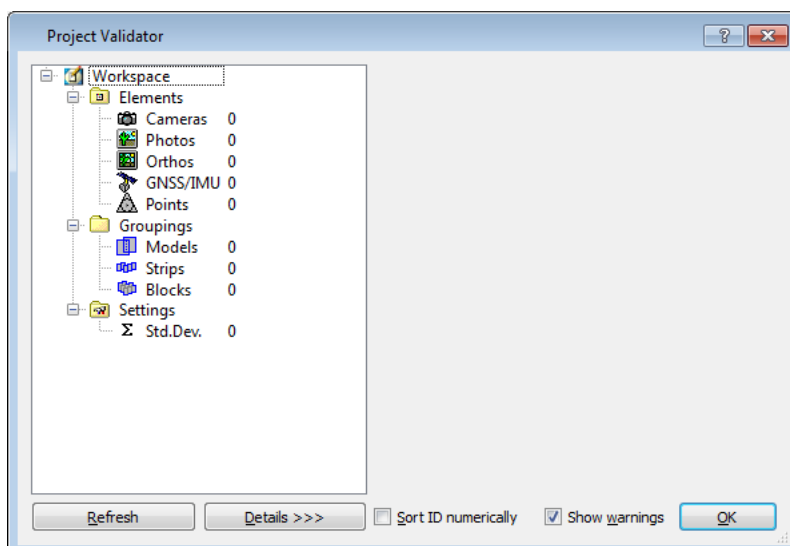 Project Validator
Workspace
Elements
Cameras 0
Photos 0
Orthos 0
GNSS/IMU 0
Points 0
Groupings
Models 0
Strips 0
Blocks 0
Settings
Σ Std.Dev. 0
Refresh Details >>> Sort ID numerically Show warnings OK